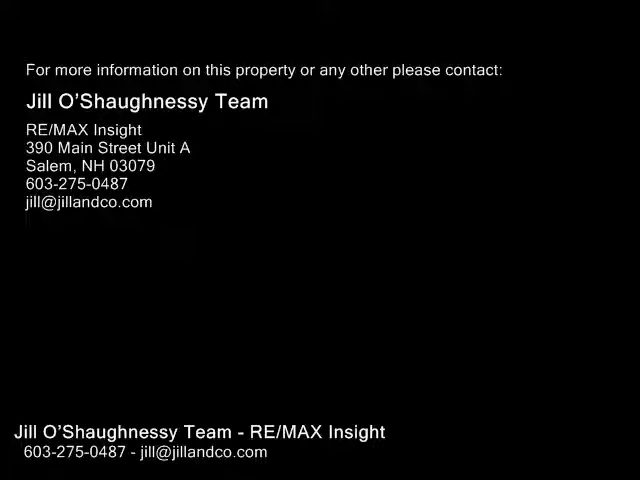 For more information on this property or any other please contact:
Jill O’Shaughnessy Team
RE/MAX Insight
390 Main Street Unit A
Salem, NH 03079
603-275-0487
jill@jillandco.com
Jill O’Shaughnessy Team - RE/MAX Insight
603-275-0487 - jill@jillandco.com